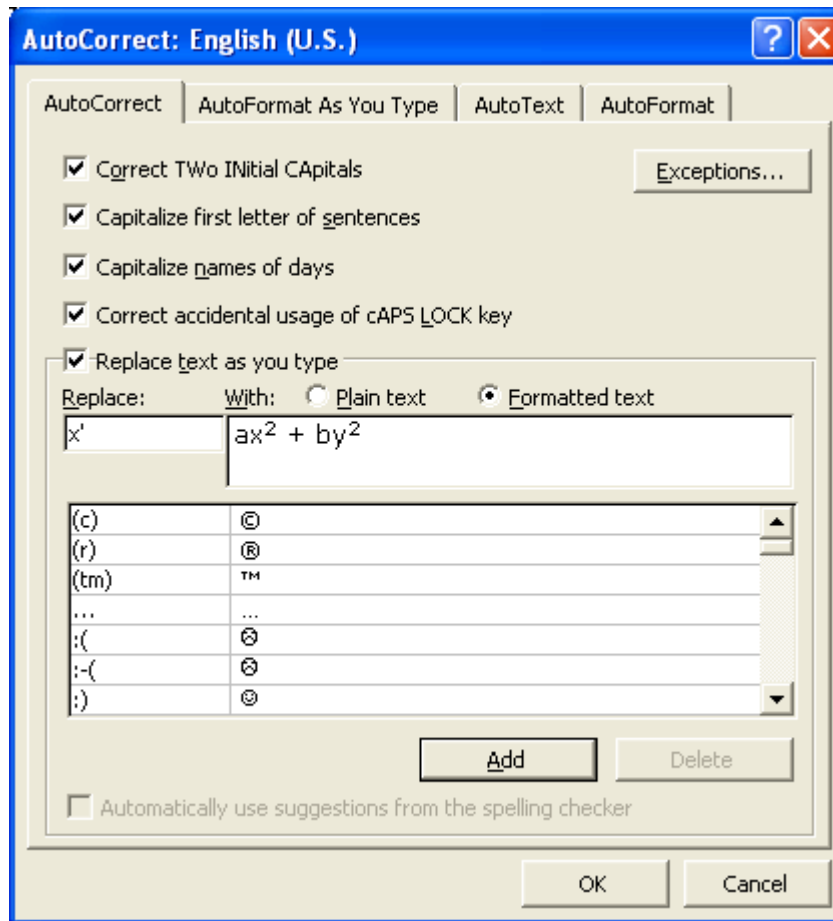 AutoCorrect: English (U.S.)
AutoCorrect AutoFormat As You Type AutoText AutoFormat
Correct TWo INitial CApitals Exceptions...
Capitalize first letter of sentences
Capitalize names of days
Correct accidental usage of cAPS LOCK key
Replace text as you type
Replace: With: Plain text Formatted text
x' ax² + by²
(c) ©
(r) ®
(tm) ™
... ...
:( ☹
:-( ☹
:) ☺
Add Delete
Automatically use suggestions from the spelling checker
OK Cancel